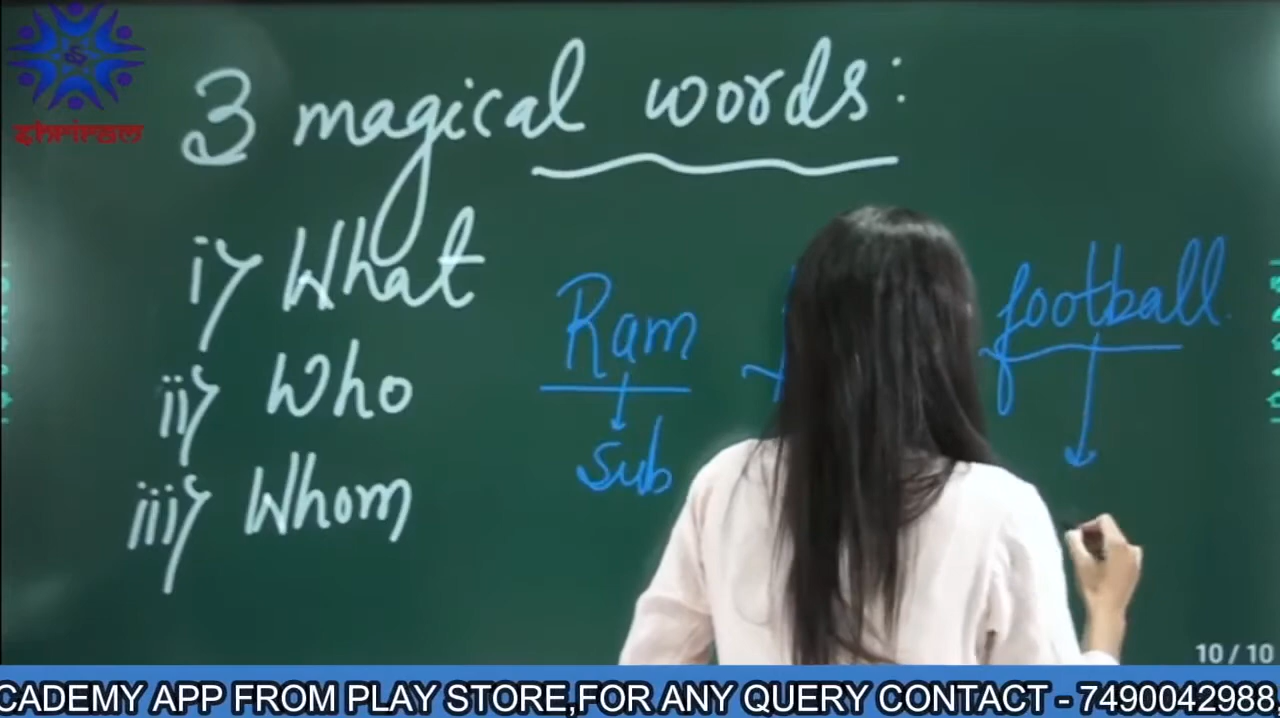 SHRIRAM
3 magical words:
i) What
Ram football.
sub
ii) Who
iii) Whom
10 / 10
CADEMY APP FROM PLAY STORE,FOR ANY QUERY CONTACT - 7490042988.